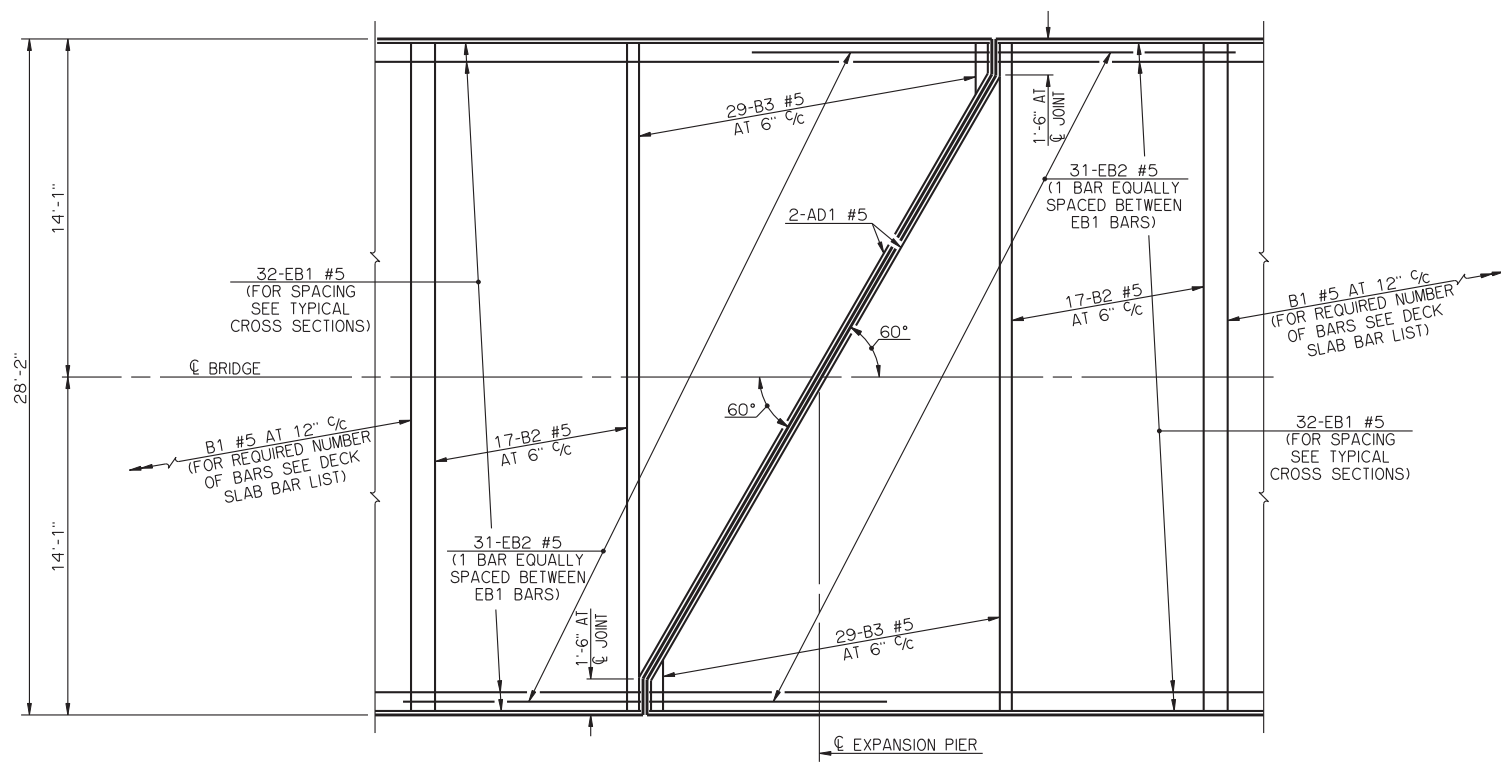 29-B3 #5
AT 6" C/C
1'-6" AT
℄ JOINT
31-EB2 #5
(1 BAR EQUALLY
SPACED BETWEEN
EB1 BARS)
14'-1"
2-AD1 #5
32-EB1 #5
(FOR SPACING
SEE TYPICAL
CROSS SECTIONS)
17-B2 #5
AT 6" C/C
B1 #5 AT 12" C/C
(FOR REQUIRED NUMBER
OF BARS SEE DECK
SLAB BAR LIST)
60°
℄ BRIDGE
28'-2"
60°
B1 #5 AT 12" C/C
(FOR REQUIRED NUMBER
OF BARS SEE DECK
SLAB BAR LIST)
17-B2 #5
AT 6" C/C
32-EB1 #5
(FOR SPACING
SEE TYPICAL
CROSS SECTIONS)
14'-1"
31-EB2 #5
(1 BAR EQUALLY
SPACED BETWEEN
EB1 BARS)
1'-6" AT
℄ JOINT
29-B3 #5
AT 6" C/C
℄ EXPANSION PIER